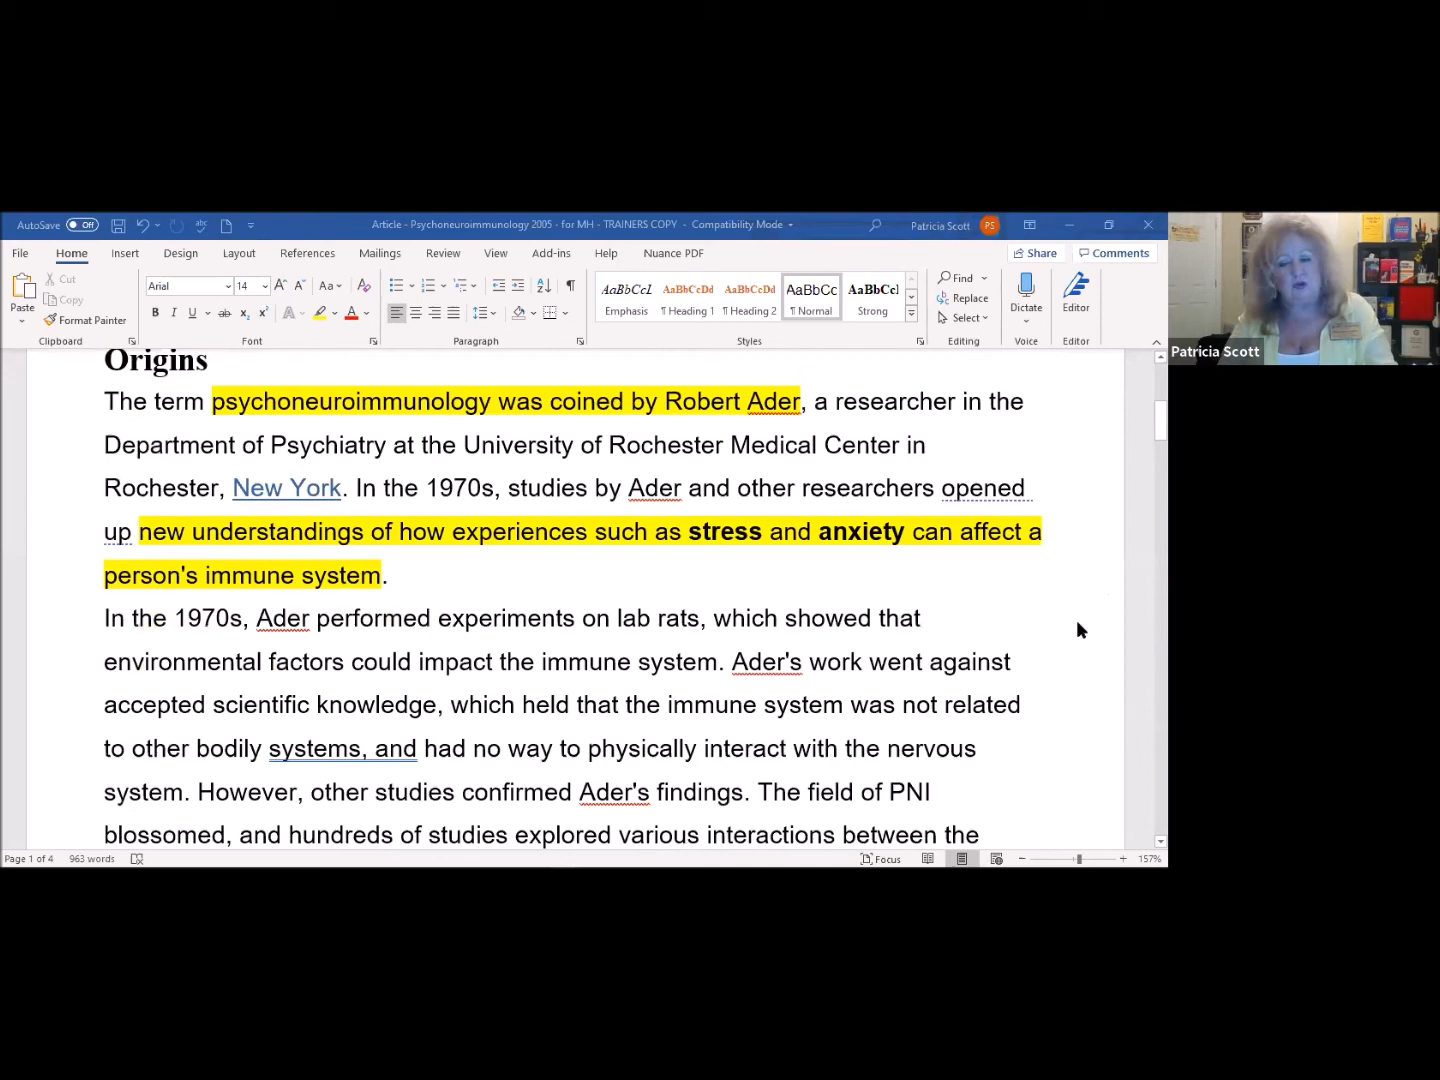 AutoSave Off
Article - Psychoneuroimmunology 2005 - for MH - TRAINERS COPY - Compatibility Mode
Patricia Scott PS
File Home Insert Design Layout References Mailings Review View Add-ins Help Nuance PDF Share Comments
Paste
Cut
Copy
Format Painter
Clipboard
Arial 14
Font
Paragraph
AaBbCcL AaBbCcDd AaBbCcDd AaBbCc AaBbCcl
Emphasis ¶ Heading 1 ¶ Heading 2 ¶ Normal Strong
Styles
Find
Replace
Select
Editing
Dictate
Voice
Editor
Editor
Origins
The term psychoneuroimmunology was coined by Robert Ader, a researcher in the
Department of Psychiatry at the University of Rochester Medical Center in
Rochester, New York. In the 1970s, studies by Ader and other researchers opened
up new understandings of how experiences such as stress and anxiety can affect a
person's immune system.
In the 1970s, Ader performed experiments on lab rats, which showed that
environmental factors could impact the immune system. Ader's work went against
accepted scientific knowledge, which held that the immune system was not related
to other bodily systems, and had no way to physically interact with the nervous
system. However, other studies confirmed Ader's findings. The field of PNI
blossomed, and hundreds of studies explored various interactions between the
Page 1 of 4 963 words
Focus
157%
Patricia Scott